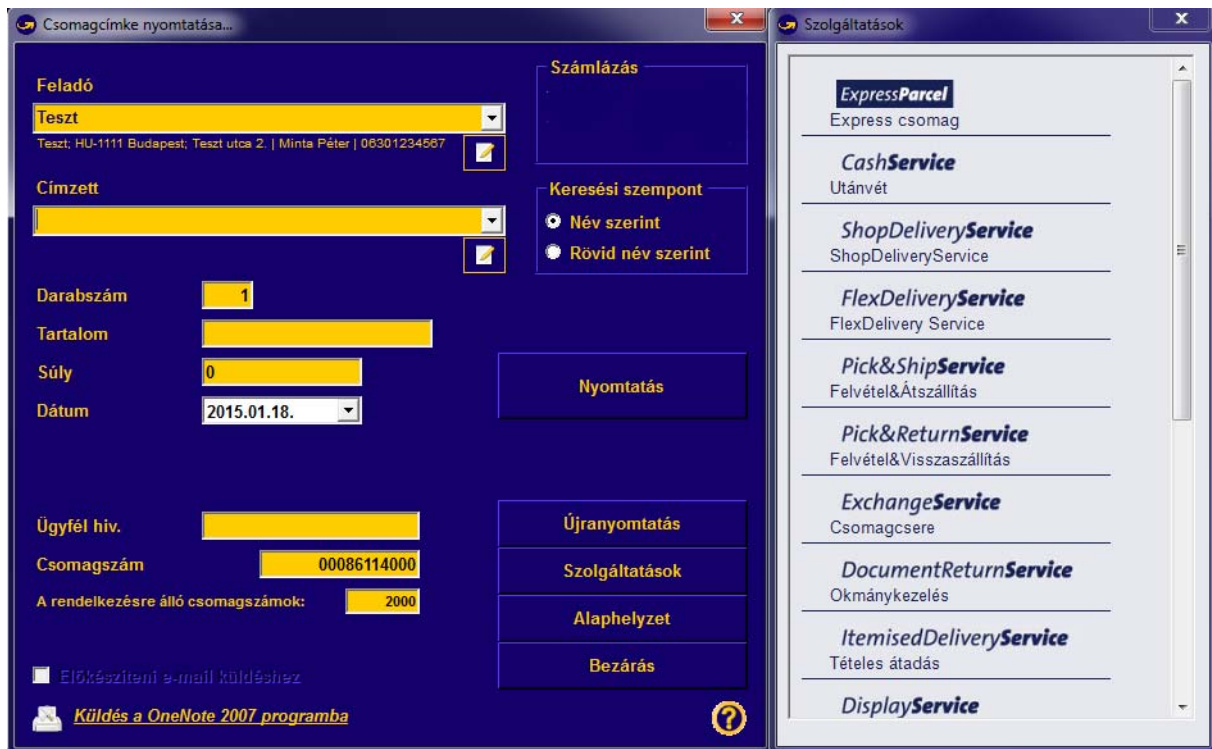 Csomagcímke nyomtatása...
Feladó
Teszt
Teszt; HU-1111 Budapest; Teszt utca 2. | Minta Péter | 06301234567
Címzett
Számlázás
Keresési szempont
Név szerint
Rövid név szerint
Darabszám 1
Tartalom
Súly 0
Dátum 2015.01.18.
Nyomtatás
Ügyfél hiv.
Csomagszám 00086114000
A rendelkezésre álló csomagszámok: 2000
Újranyomtatás
Szolgáltatások
Alaphelyzet
Bezárás
Előkészíteni e-mail küldéshez
Küldés a OneNote 2007 programba
?
Szolgáltatások
X
ExpressParcel
Express csomag
CashService
Utánvét
ShopDeliveryService
ShopDeliveryService
FlexDeliveryService
FlexDelivery Service
Pick&ShipService
Felvétel&Átszállítás
Pick&ReturnService
Felvétel&Visszaszállítás
ExchangeService
Csomagcsere
DocumentReturnService
Okmánykezelés
ItemisedDeliveryService
Tételes átadás
DisplayService